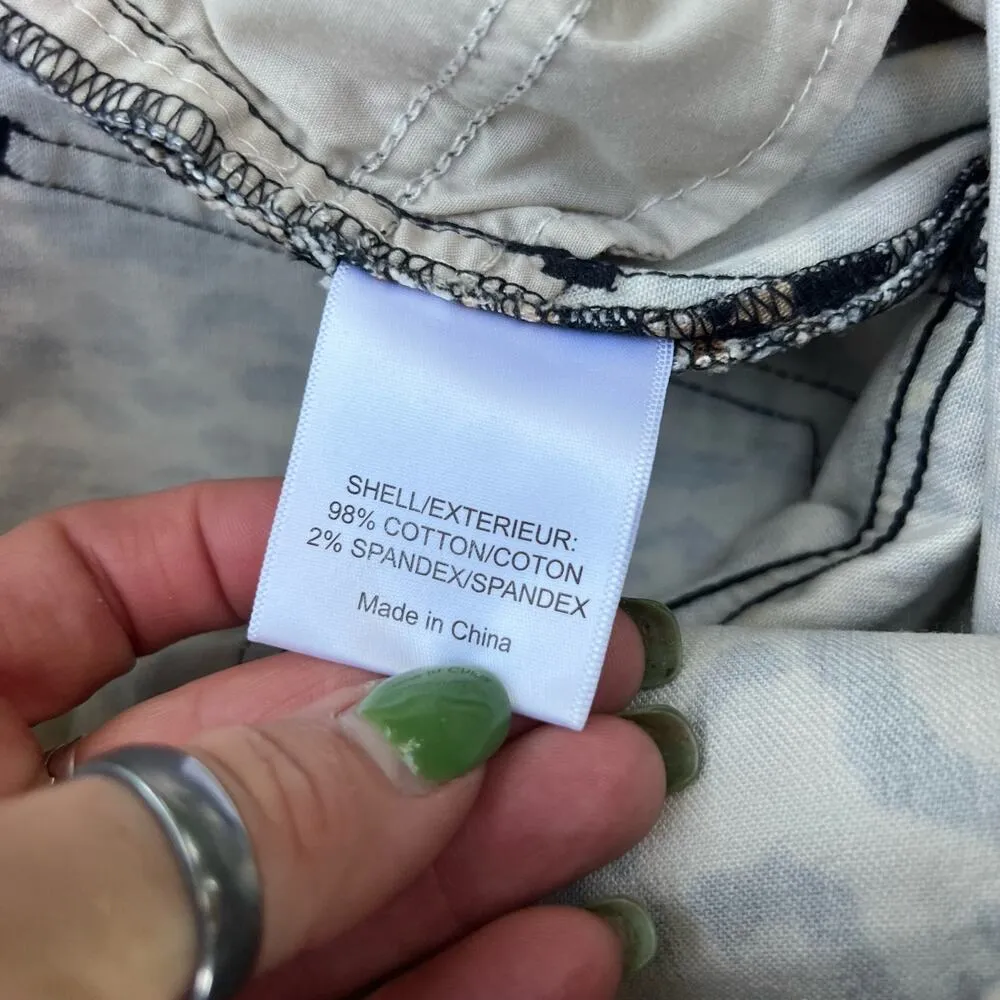 SHELL/EXTERIEUR:
98% COTTON/COTON
2% SPANDEX/SPANDEX
Made in China